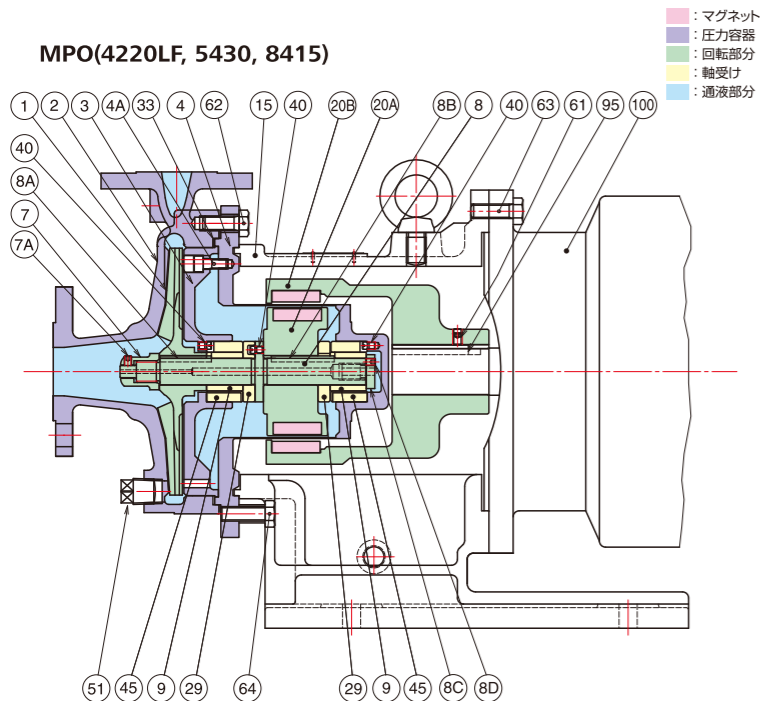 : マグネット
: 圧力容器
: 回転部分
: 軸受け
: 通液部分
MPO(4220LF, 5430, 8415)
1 2 3 4A 33 4 62 15 40 20B 20A 8B 8 40 63 61 95 100
40
8A
7
7A
51 45 9 29 64 29 9 45 8C 8D